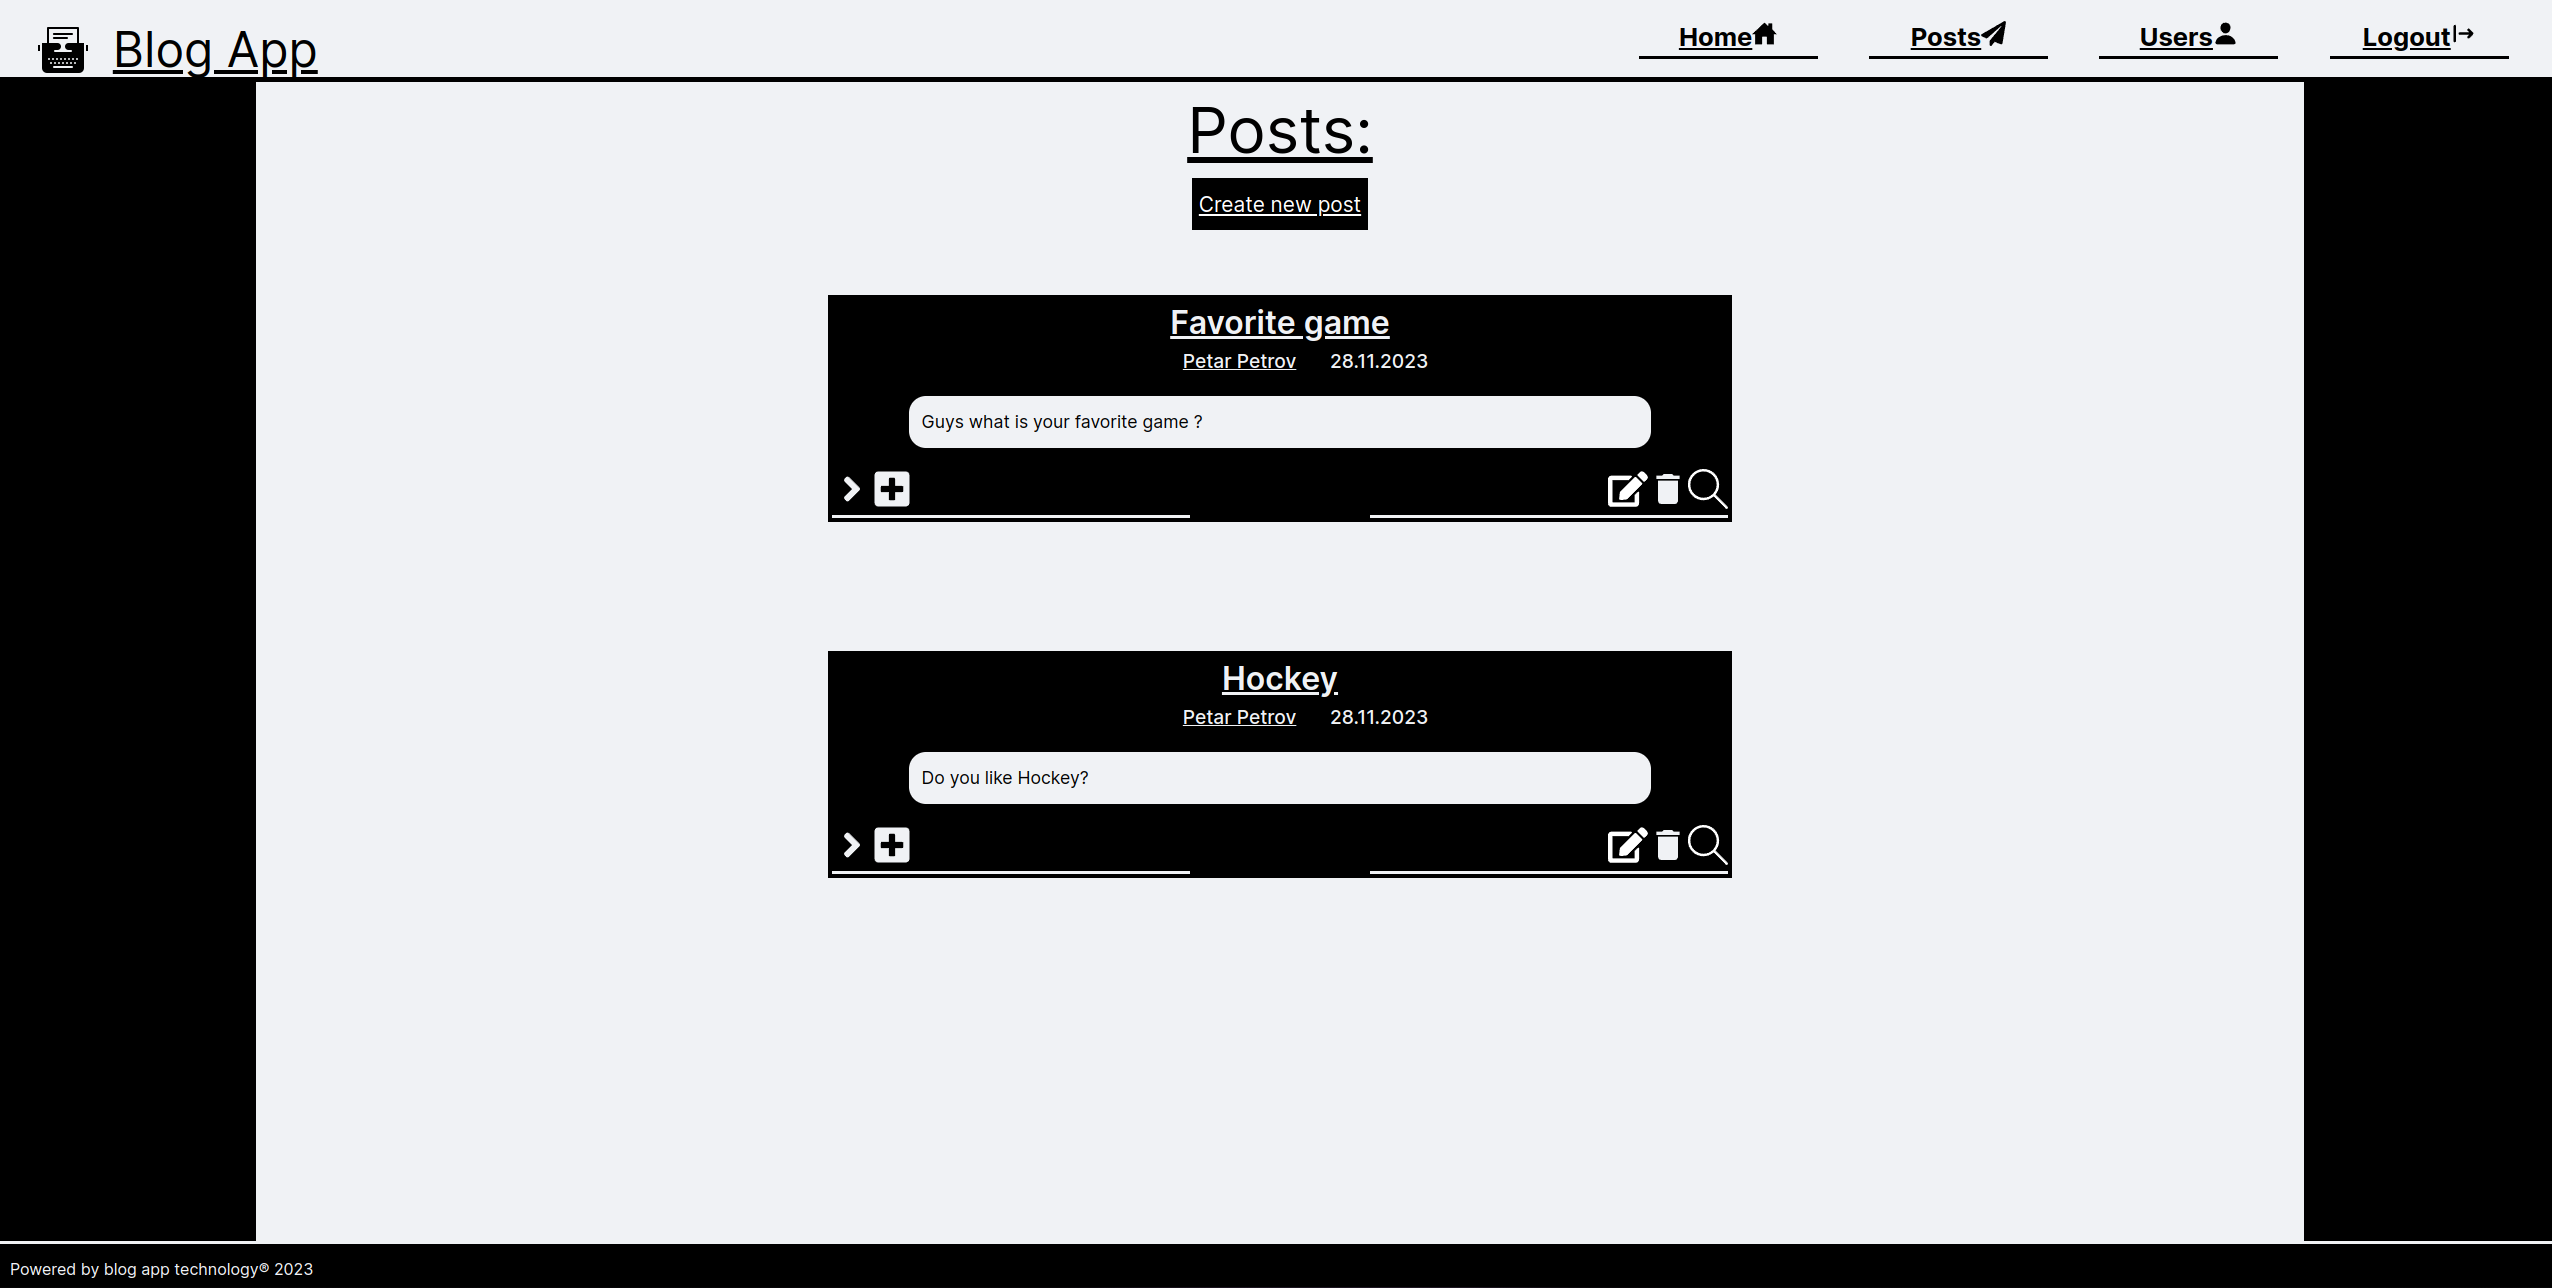 Blog App
Home Posts Users Logout
Posts:
Create new post
Favorite game
Petar Petrov 28.11.2023
Guys what is your favorite game ?
Hockey
Petar Petrov 28.11.2023
Do you like Hockey?
Powered by blog app technology® 2023